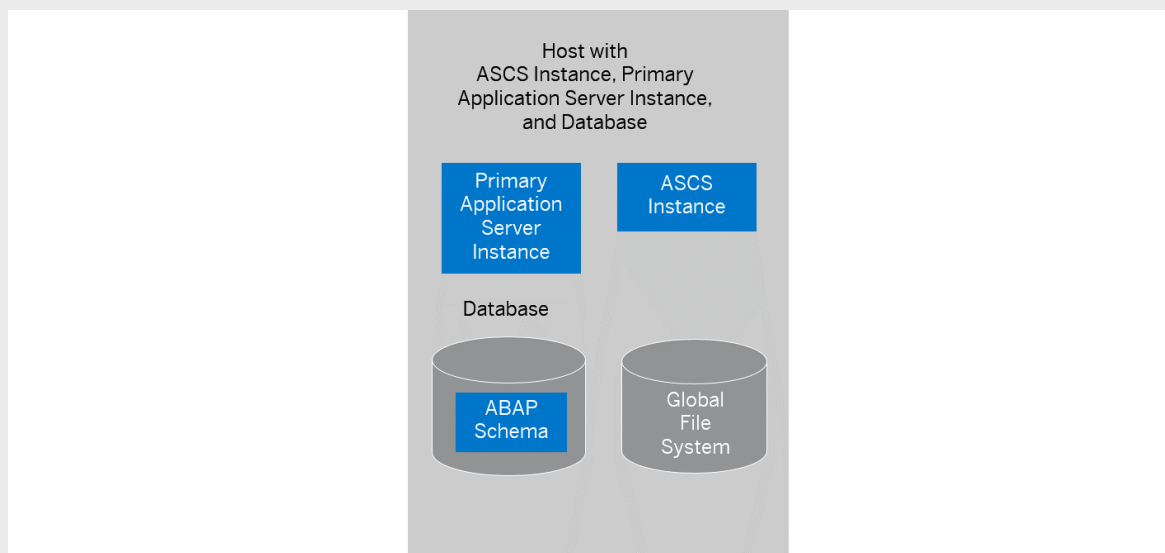 Host with
ASCS Instance, Primary
Application Server Instance,
and Database
Primary
Application
Server
Instance
ASCS
Instance
Database
ABAP
Schema
Global
File
System